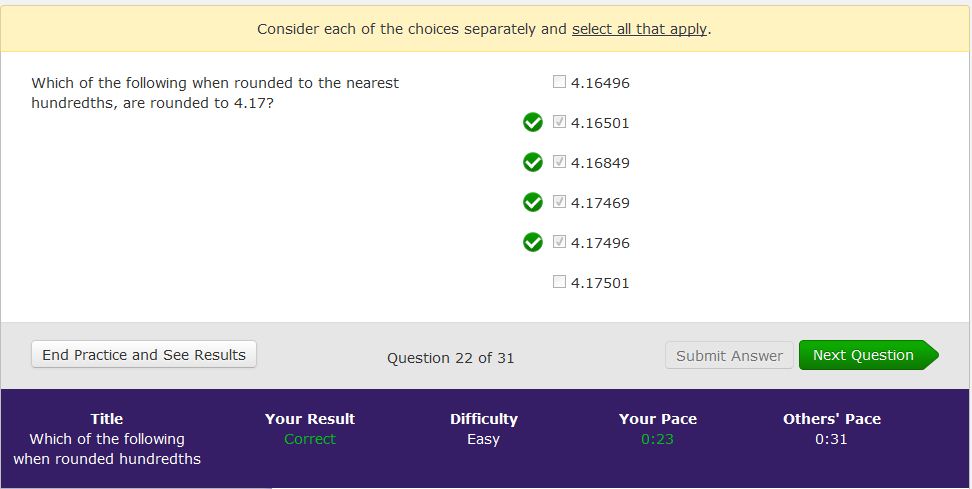 Consider each of the choices separately and select all that apply.
Which of the following when rounded to the nearest
hundredths, are rounded to 4.17?
4.16496
4.16501
4.16849
4.17469
4.17496
4.17501
End Practice and See Results
Question 22 of 31
Submit Answer
Next Question
Title
Your Result
Difficulty
Your Pace
Others' Pace
Which of the following
when rounded hundredths
Correct
Easy
0:23
0:31